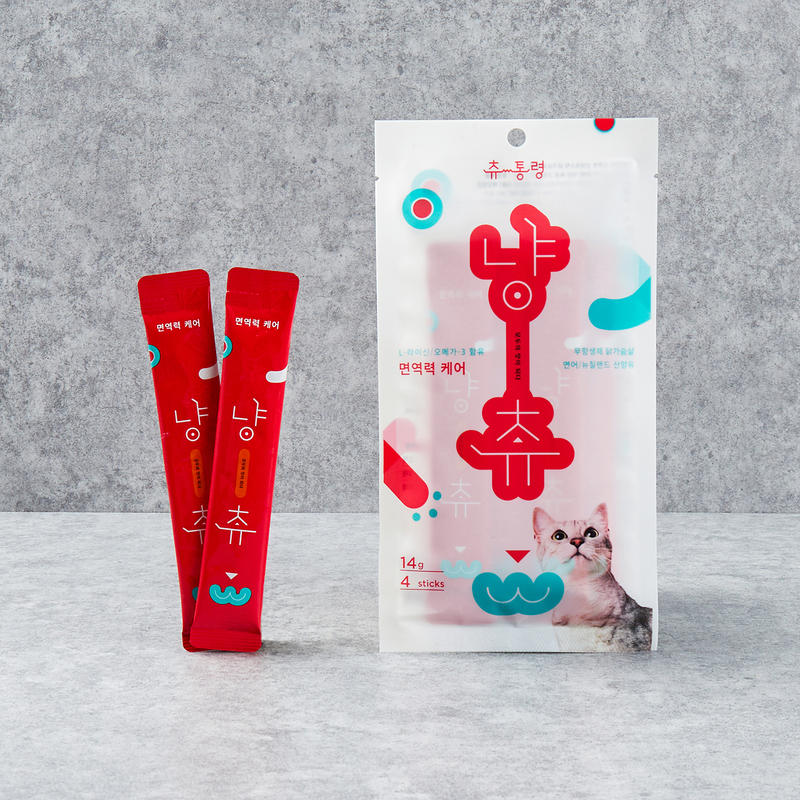 츄통령
냥
츄
L-라이신/오메가-3 함유
면역력 케어
무항생제 닭가슴살
연어/뉴질랜드 산양유
14g
4 sticks
면역력 케어
냥
츄
면역력 케어
냥
츄